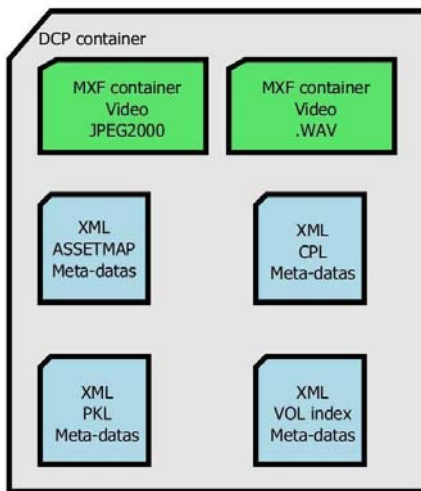 DCP container
MXF container
Video
JPEG2000
MXF container
Video
.WAV
XML
ASSETMAP
Meta-datas
XML
CPL
Meta-datas
XML
PKL
Meta-datas
XML
VOL index
Meta-datas